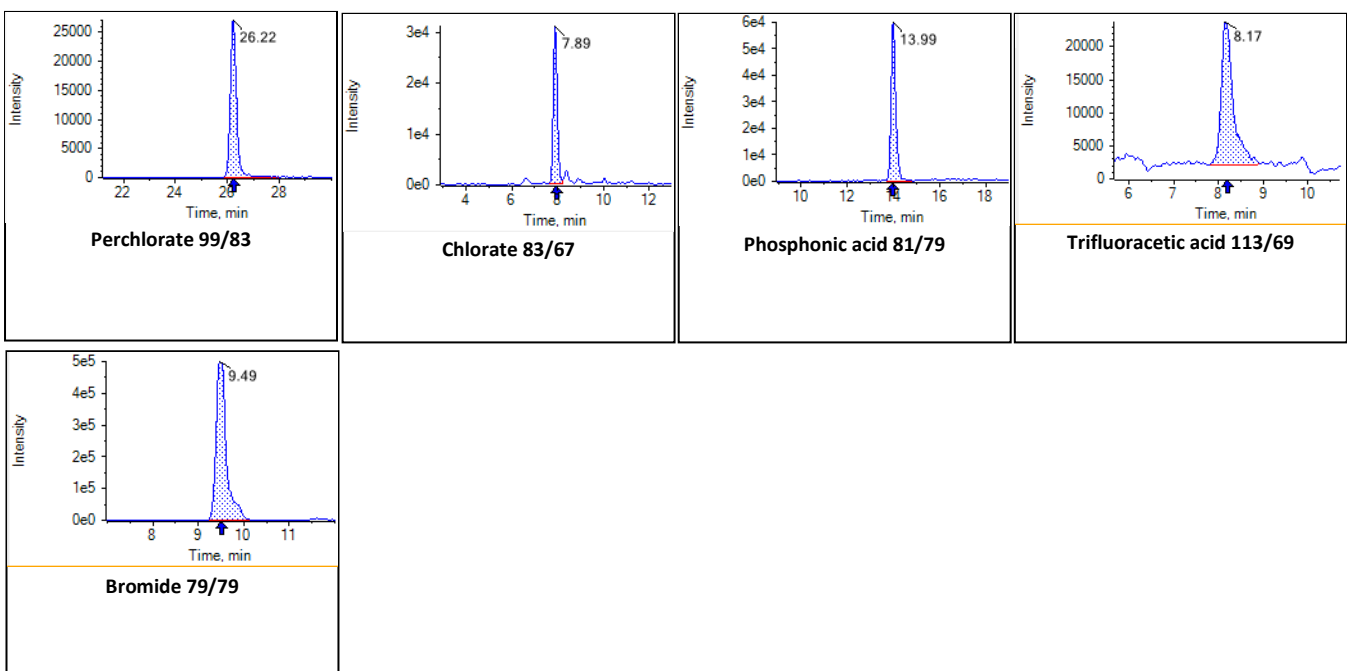 Intensity
25000
20000
15000
10000
5000
0
26.22
22 24 26 28
Time, min
Perchlorate 99/83
Intensity
3e4
2e4
1e4
0e0
7.89
4 6 8 10 12
Time, min
Chlorate 83/67
Intensity
6e4
5e4
4e4
3e4
2e4
1e4
0e0
13.99
10 12 14 16 18
Time, min
Phosphonic acid 81/79
Intensity
20000
15000
10000
5000
0
8.17
6 7 8 9 10
Time, min
Trifluoracetic acid 113/69
Intensity
5e5
4e5
3e5
2e5
1e5
0e0
9.49
8 9 10 11
Time, min
Bromide 79/79